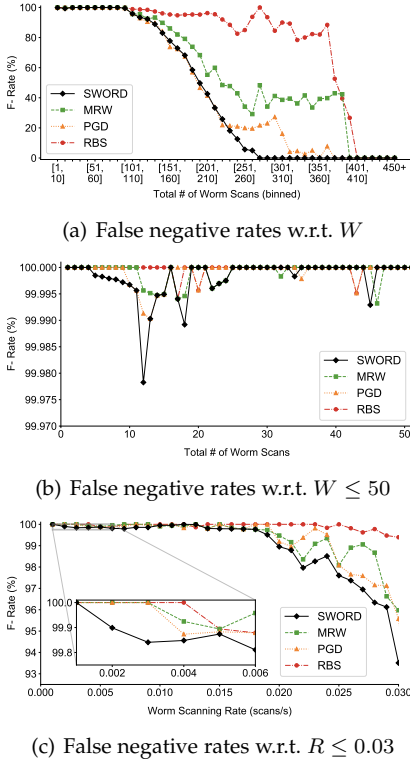 100
80
60
40
20
0
F- Rate (%)
SWORD
MRW
PGD
RBS
[1, 10]
[51, 60]
[101, 110]
[151, 160]
[201, 210]
[251, 260]
[301, 310]
[351, 360]
401 410]
450+
Total # of Worm Scans (binned)
(a) False negative rates w.r.t. W
100.000
99.995
99.990
99.985
99.980
99.975
99.970
F- Rate (%)
SWORD
MRW
PGD
RBS
0
10
20
30
40
50
Total # of Worm Scans
(b) False negative rates w.r.t. W ≤ 50
100
99
98
97
96
95
94
93
F- Rate (%)
100.0
99.9
99.8
0.002
0.004
0.006
SWORD
MRW
PGD
RBS
0.000
0.005
0.010
0.015
0.020
0.025
0.030
Worm Scanning Rate (scans/s)
(c) False negative rates w.r.t. R ≤ 0.03